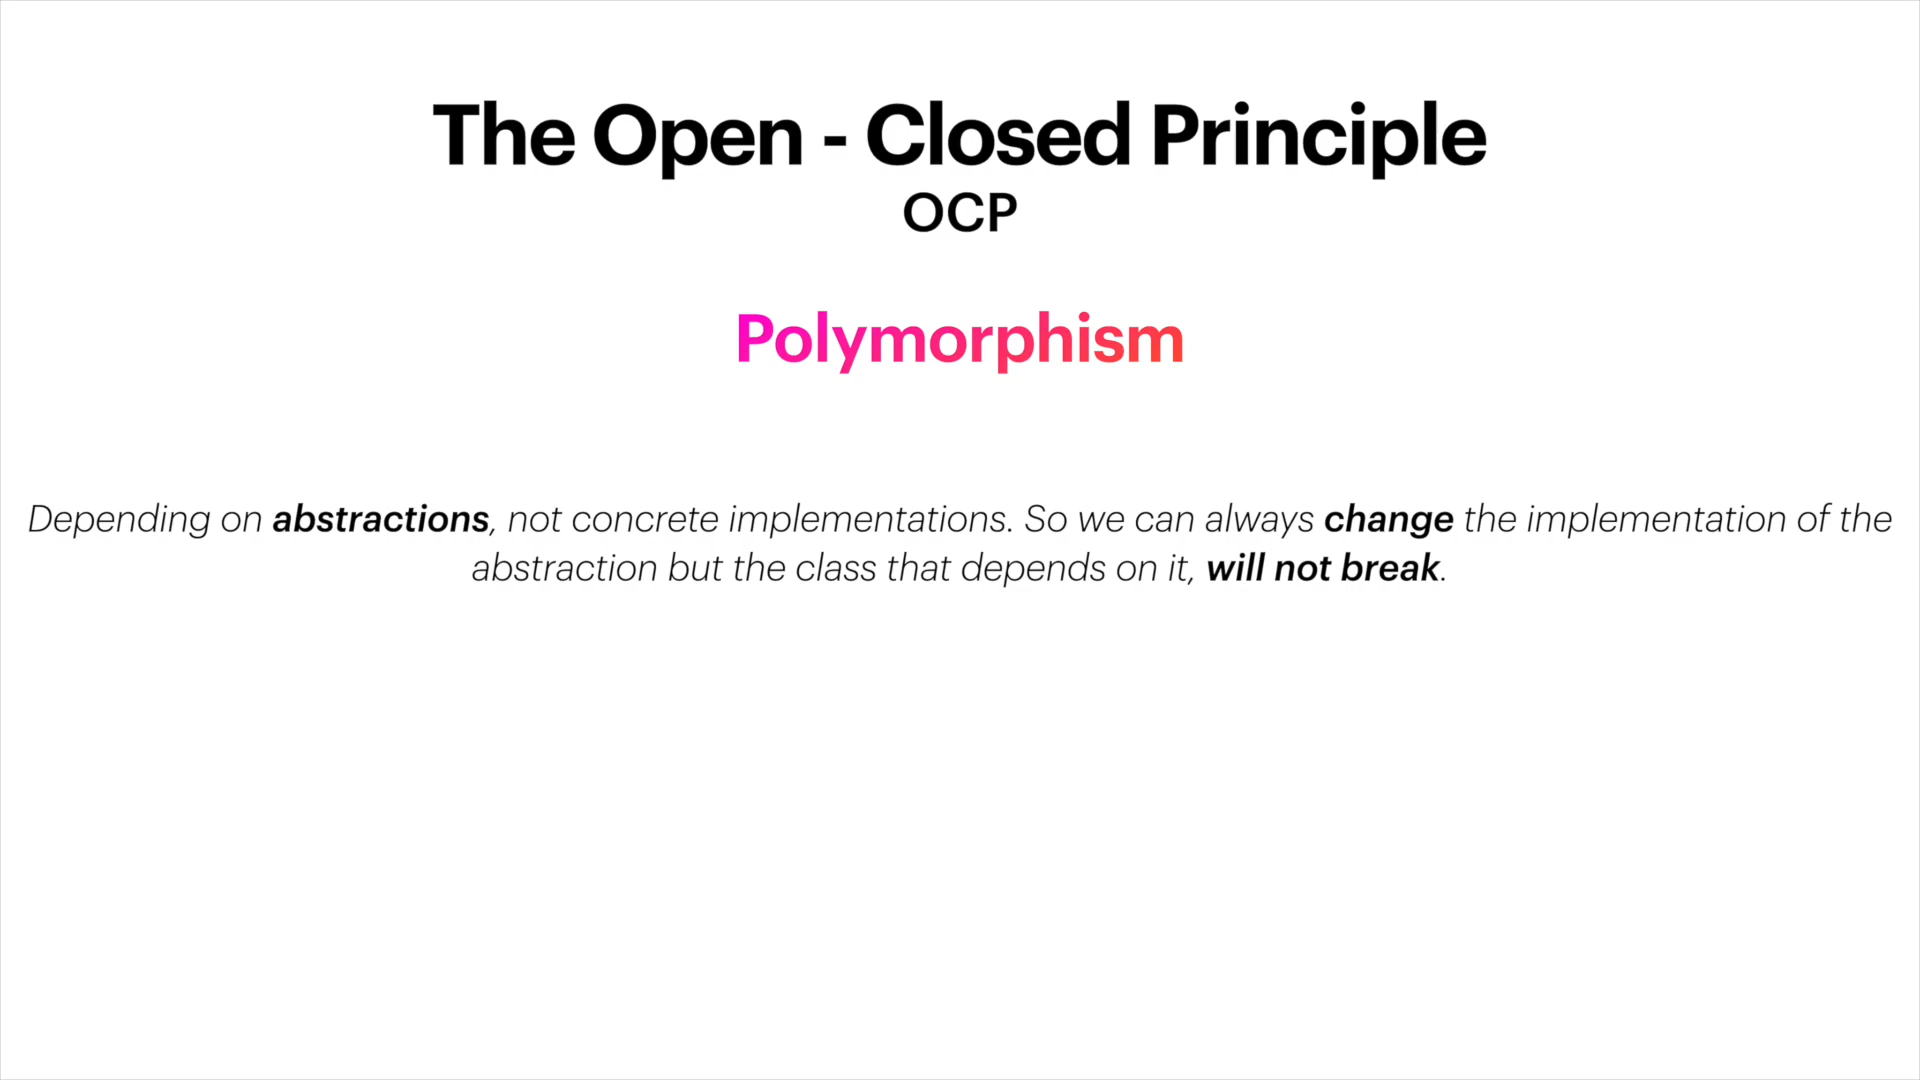 The Open - Closed Principle
OCP
Polymorphism
Depending on abstractions, not concrete implementations. So we can always change the implementation of the
abstraction but the class that depends on it, will not break.